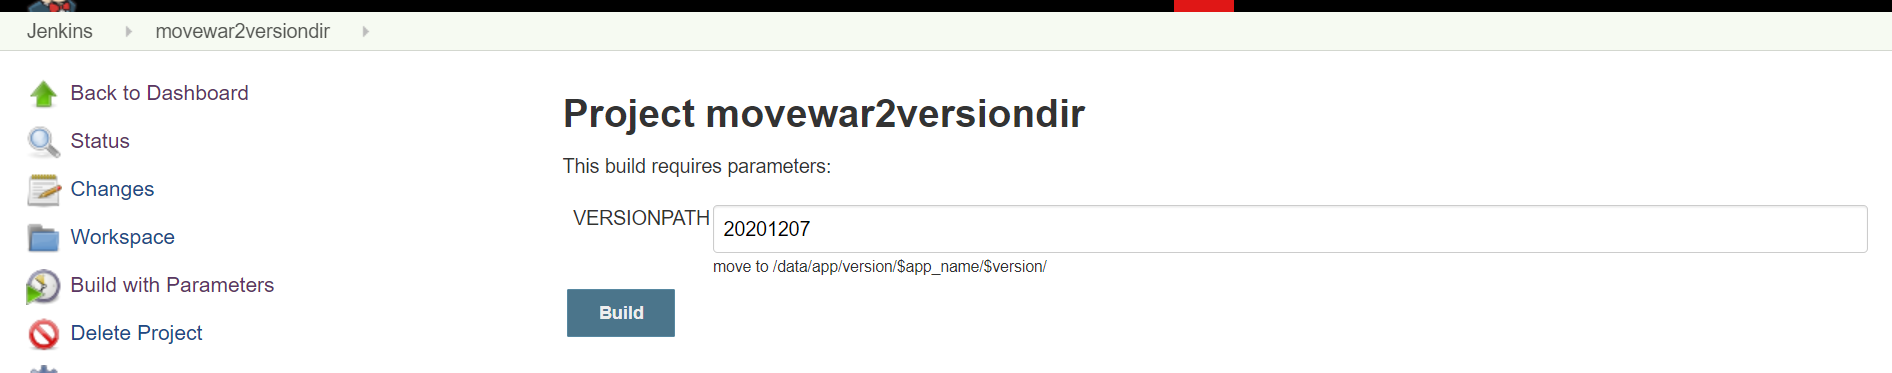 Jenkins
movewar2versiondir
Back to Dashboard
Status
Changes
Workspace
Build with Parameters
Delete Project
Project movewar2versiondir
This build requires parameters:
VERSIONPATH
20201207
move to /data/app/version/$app_name/$version/
Build